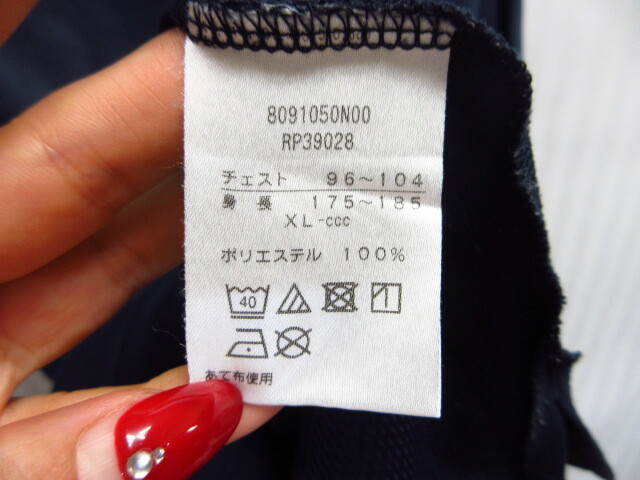 8091050N00
RP39028
チェスト 96～104
身長 175～185
XL-ccc
ポリエステル 100%
40
あて布使用